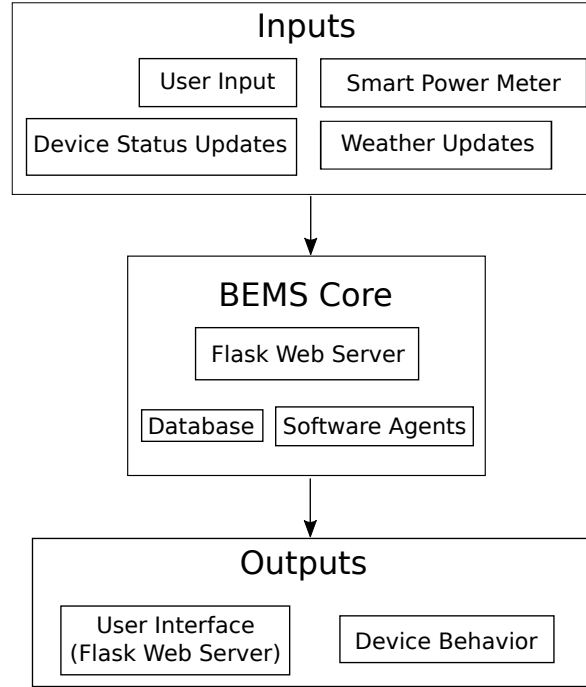 Inputs
User Input
Smart Power Meter
Device Status Updates
Weather Updates
BEMS Core
Flask Web Server
Database
Software Agents
Outputs
User Interface
(Flask Web Server)
Device Behavior